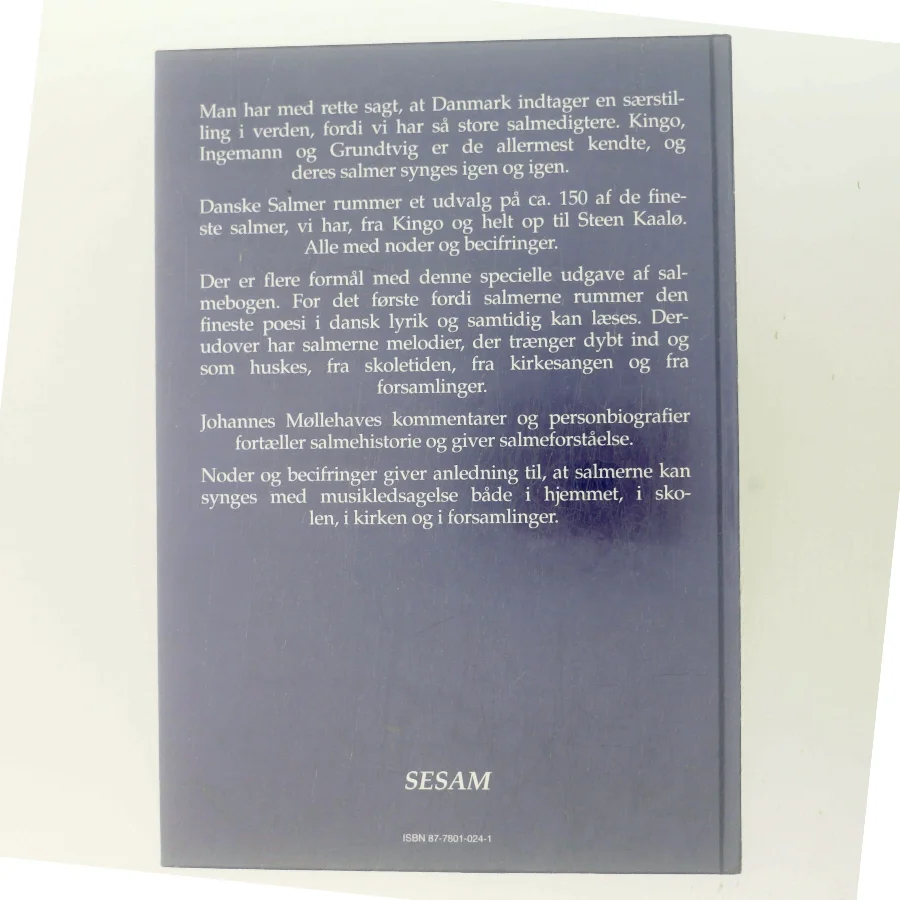 Man har med rette sagt, at Danmark indtager en særstil-
ling i verden, fordi vi har så store salmedigtere. Kingo,
Ingemann og Grundtvig er de allermest kendte, og
deres salmer synges igen og igen.
Danske Salmer rummer et udvalg på ca. 150 af de fine-
ste salmer, vi har, fra Kingo og helt op til Steen Kaalø.
Alle med noder og becifringer.
Der er flere formål med denne specielle udgave af sal-
mebogen. For det første fordi salmerne rummer den
fineste poesi i dansk lyrik og samtidig kan læses. Der-
udover har salmerne melodier, der trænger dybt ind og
som huskes, fra skoletiden, fra kirkesangen og fra
forsamlinger.
Johannes Møllehaves kommentarer og personbiografier
fortæller salmehistorie og giver salmeforståelse.
Noder og becifringer giver anledning til, at salmerne kan
synges med musikledsagelse både i hjemmet, i sko-
len, i kirken og i forsamlinger.
SESAM
ISBN 87-7801-024-1